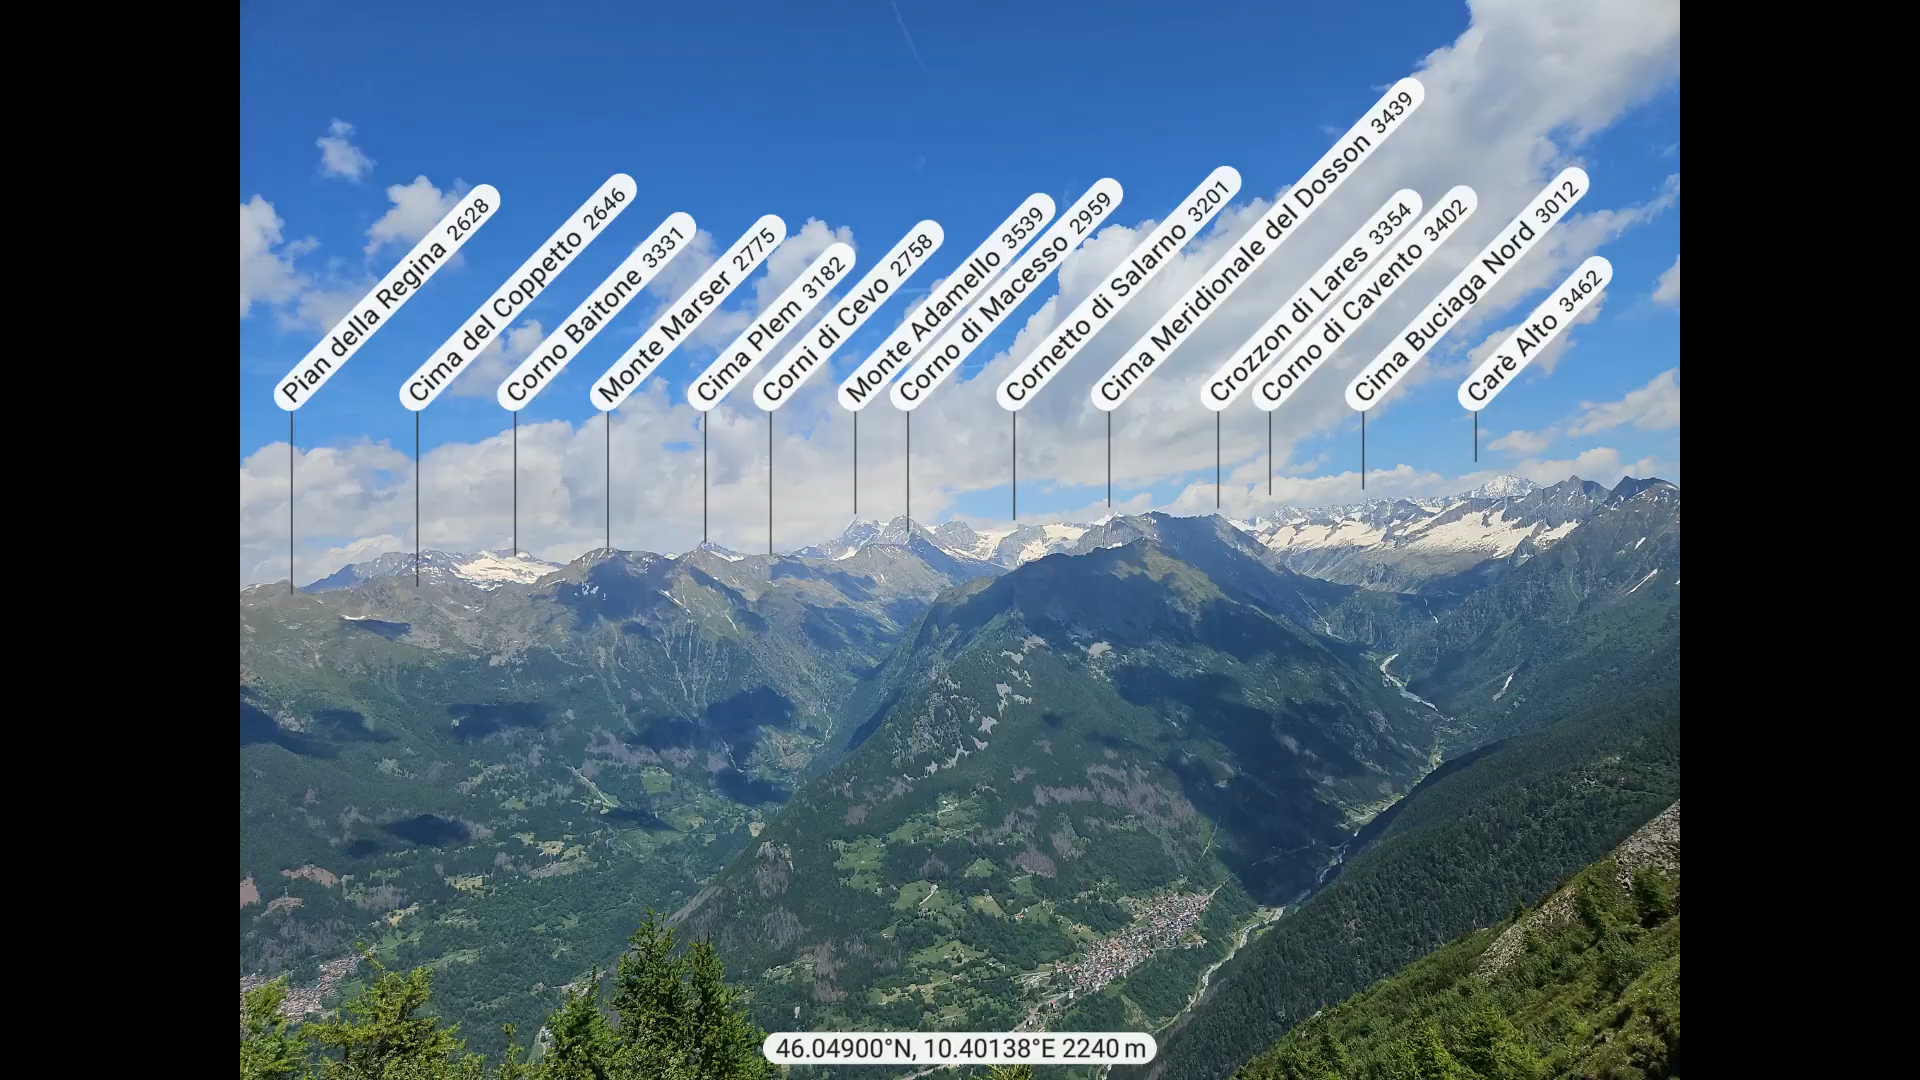 Pian della Regina 2628
Cima del Coppetto 2646
Corno Baitone 3331
Monte Marser 2775
Cima Plem 3182
Corni di Cevo 2758
Monte Adamello 3539
Corno di Macesso 2959
Cornetto di Salarno 3201
Cima Meridionale del Dosson 3439
Crozzon di Lares 3354
Corno di Cavento 3402
Cima Buciaga Nord 3012
Carè Alto 3462
46.04900°N, 10.40138°E 2240 m